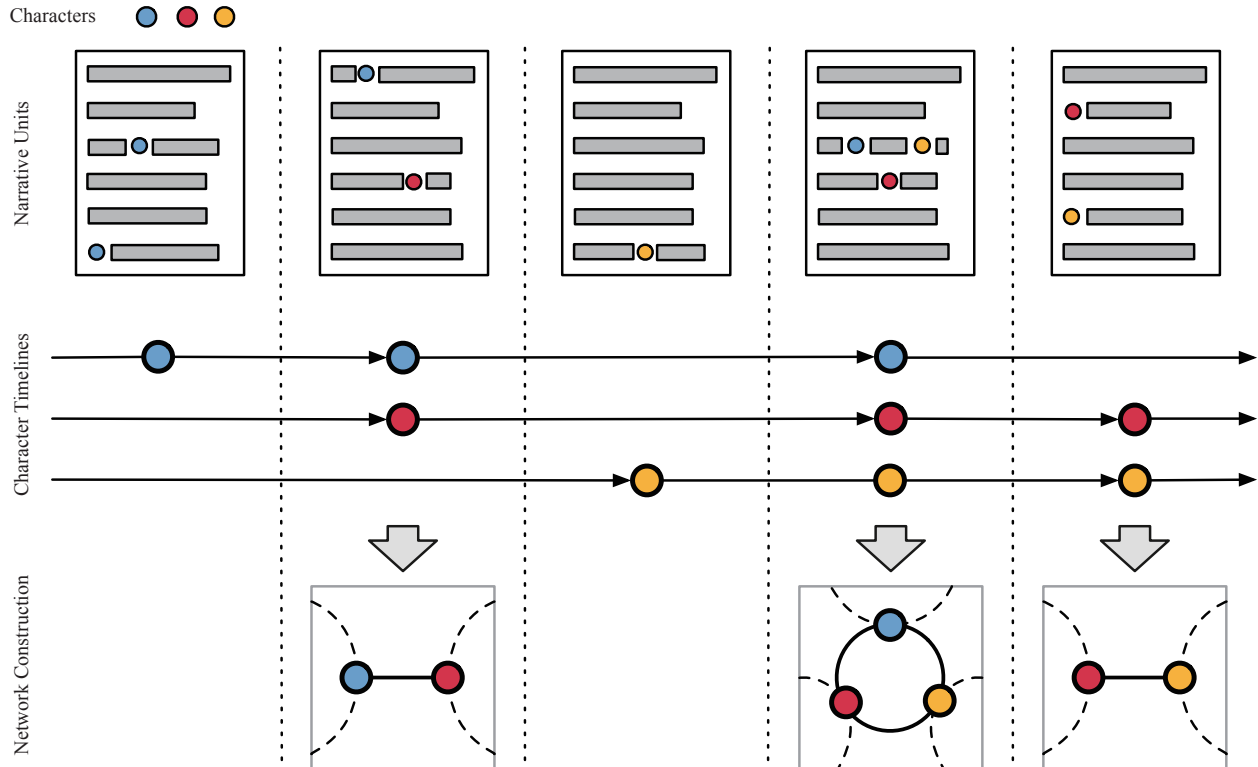 Characters
Narrative Units
Character Timelines
Network Construction